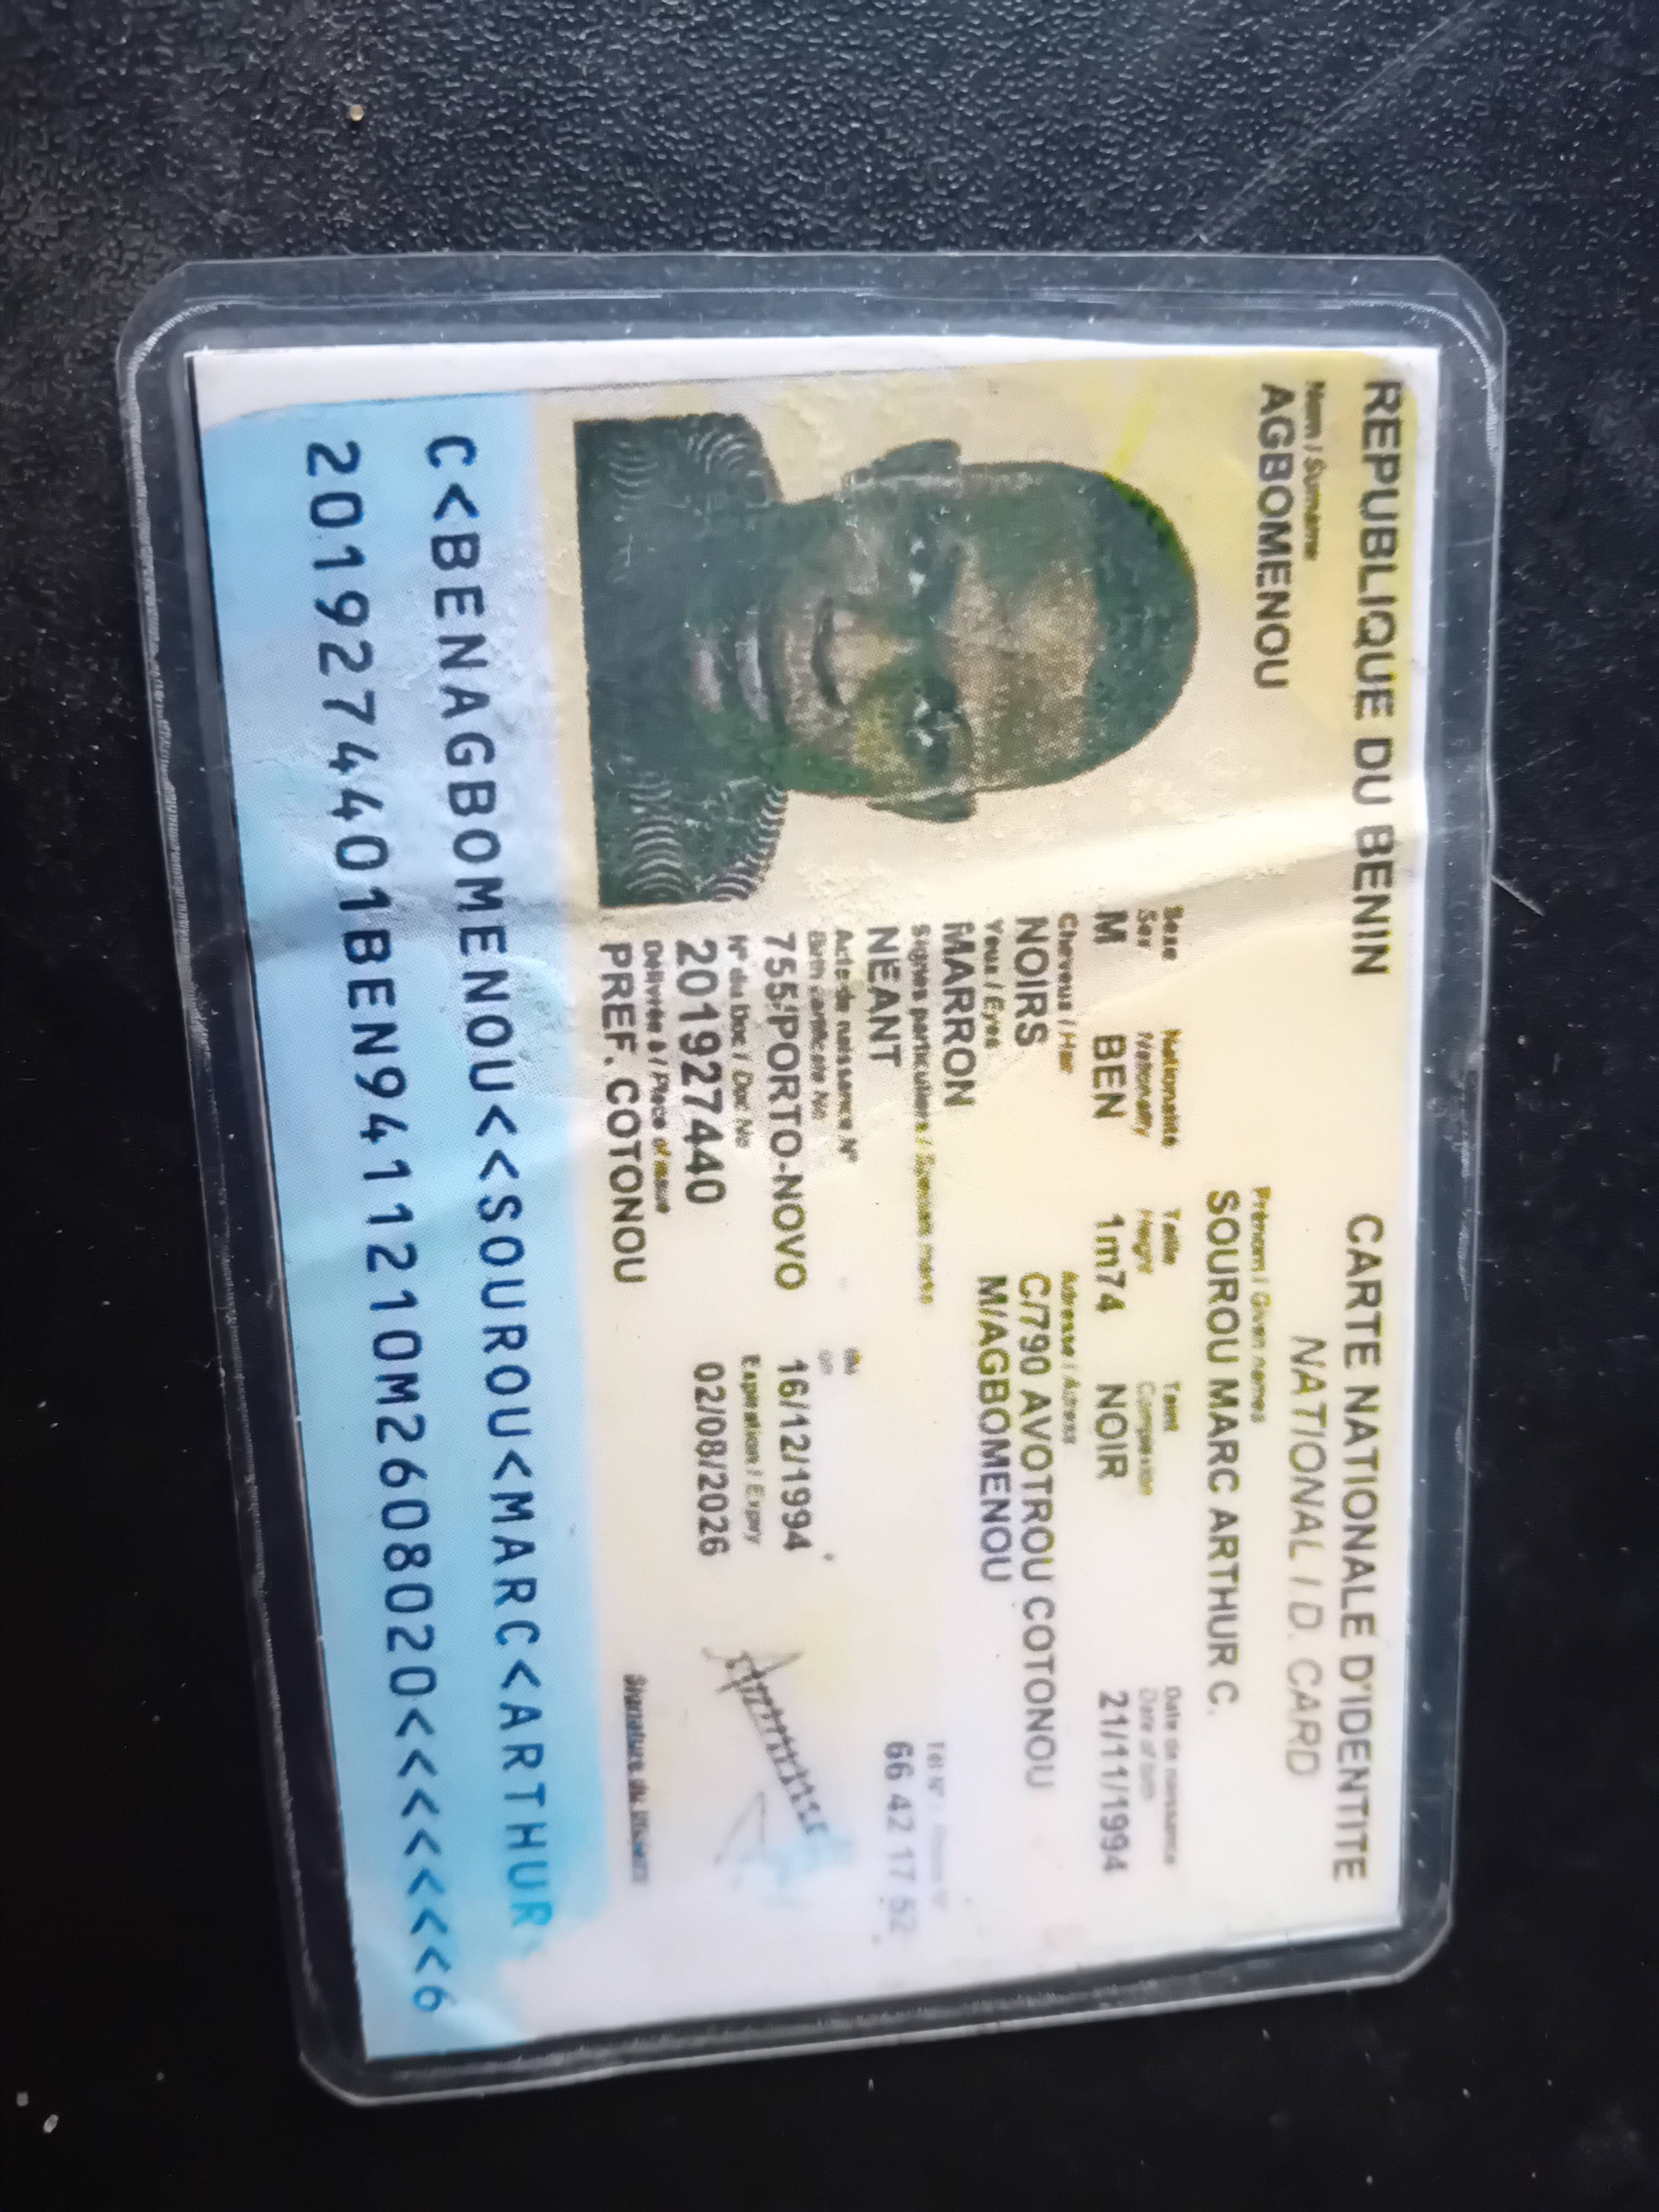 REPUBLIQUE DU BENIN
CARTE NATIONALE D'IDENTITE
NATIONAL I.D. CARD
Nom / Surname
AGBOMENOU
Prénom / Given names
SOUROU MARC ARTHUR C.
Sexe Nationalité Taille Teint Date de naissance
Sex Nationality Height Complexion Date of birth
M BEN 1m74 NOIR 21/11/1994
Cheveux / Hair Adresse / Adress
NOIRS C/790 AVOTROU COTONOU
Yeux / Eyes M/AGBOMENOU
MARRON
Signes particuliers / Tél N° /
NEANT 66 42 17 52
Acte de naissance N° du
Birth certificate No
755/PORTO-NOVO 16/12/1994
N° du Doc / Doc No Expiration / Expiry
201927440 02/08/2026
Délivrée à / Place of issue
PREF. COTONOU
Signature du titulaire
C<BENAGBOMENOU<<SOUROU<MARC<ARTHUR
2019274401BEN9411210M2608020<<<<<<<6